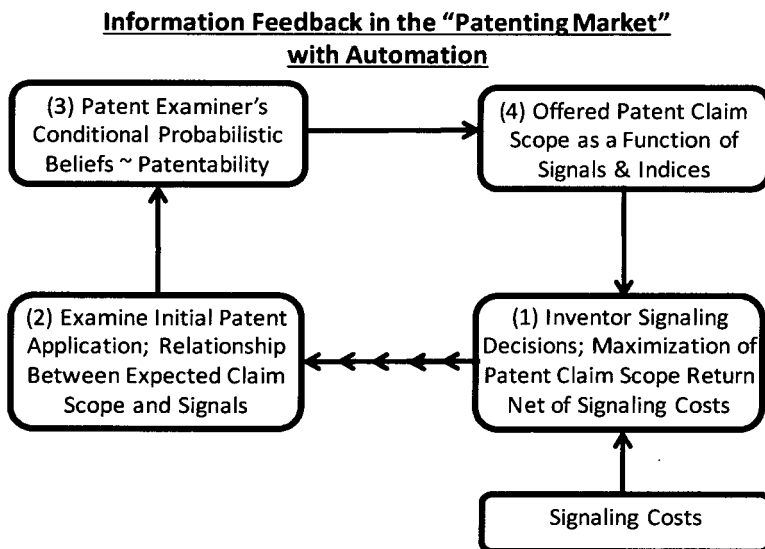 Information Feedback in the “Patenting Market”
with Automation
(3) Patent Examiner’s
Conditional Probabilistic
Beliefs ~ Patentability
(4) Offered Patent Claim
Scope as a Function of
Signals & Indices
(2) Examine Initial Patent
Application; Relationship
Between Expected Claim
Scope and Signals
(1) Inventor Signaling
Decisions; Maximization of
Patent Claim Scope Return
Net of Signaling Costs
Signaling Costs